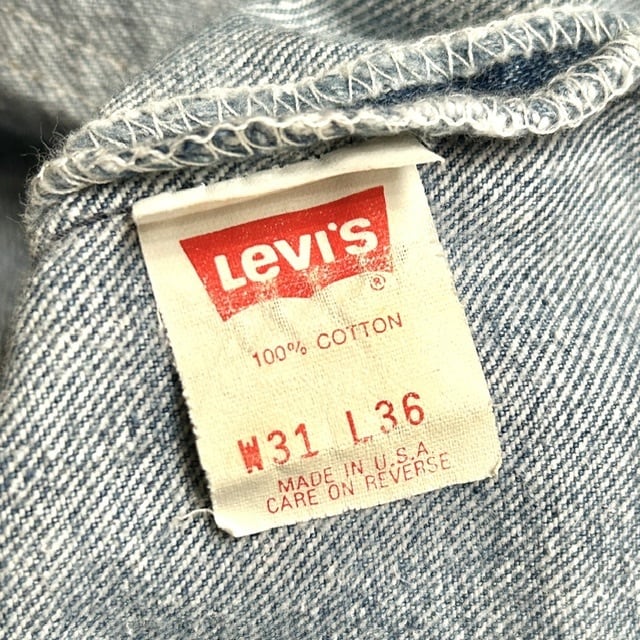 Levi's ®
100% COTTON
W31 L36
MADE IN U.S.A.
CARE ON REVERSE